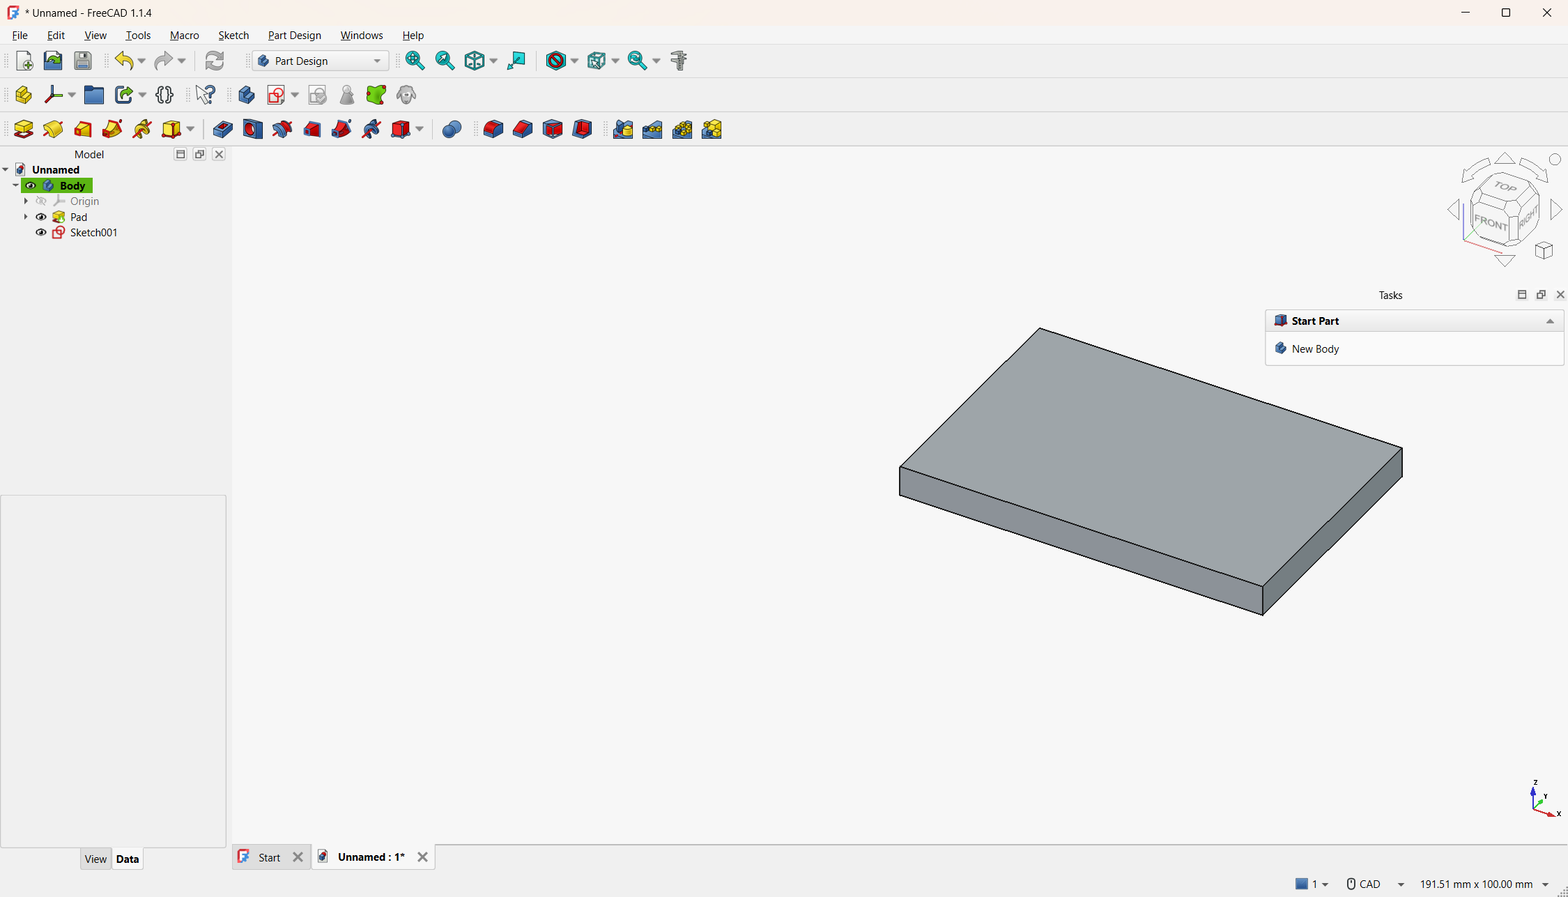 * Unnamed - FreeCAD 1.1.4
File Edit View Tools Macro Sketch Part Design Windows Help
Part Design
Model
Unnamed
Body
Origin
Pad
Sketch001
TOP
FRONT
RIGHT
Tasks
Start Part
New Body
Z
Y
X
View Data
Start Unnamed : 1*
1 CAD 191.51 mm x 100.00 mm